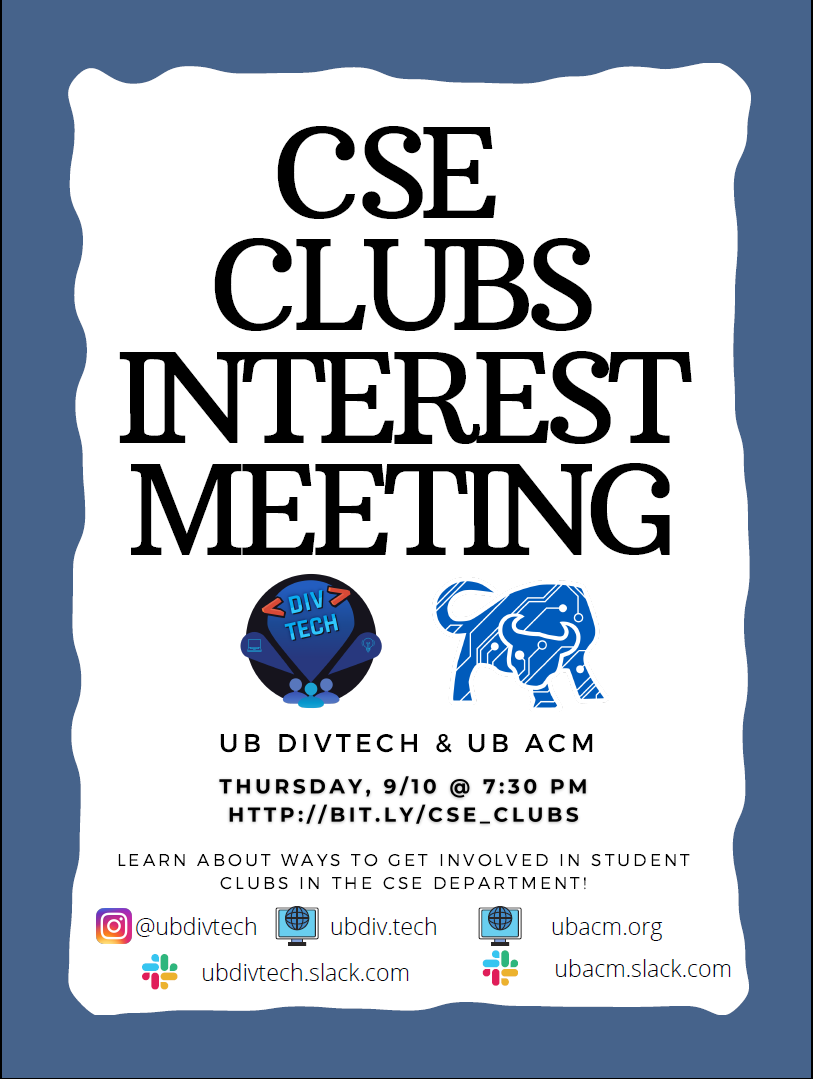 CSE
CLUBS
INTEREST
MEETING
< DIV >
TECH
UB DIVTECH & UB ACM
THURSDAY, 9/10 @ 7:30 PM
HTTP://BIT.LY/CSE_CLUBS
LEARN ABOUT WAYS TO GET INVOLVED IN STUDENT
CLUBS IN THE CSE DEPARTMENT!
@ubdivtech ubdiv.tech ubacm.org
ubdivtech.slack.com ubacm.slack.com